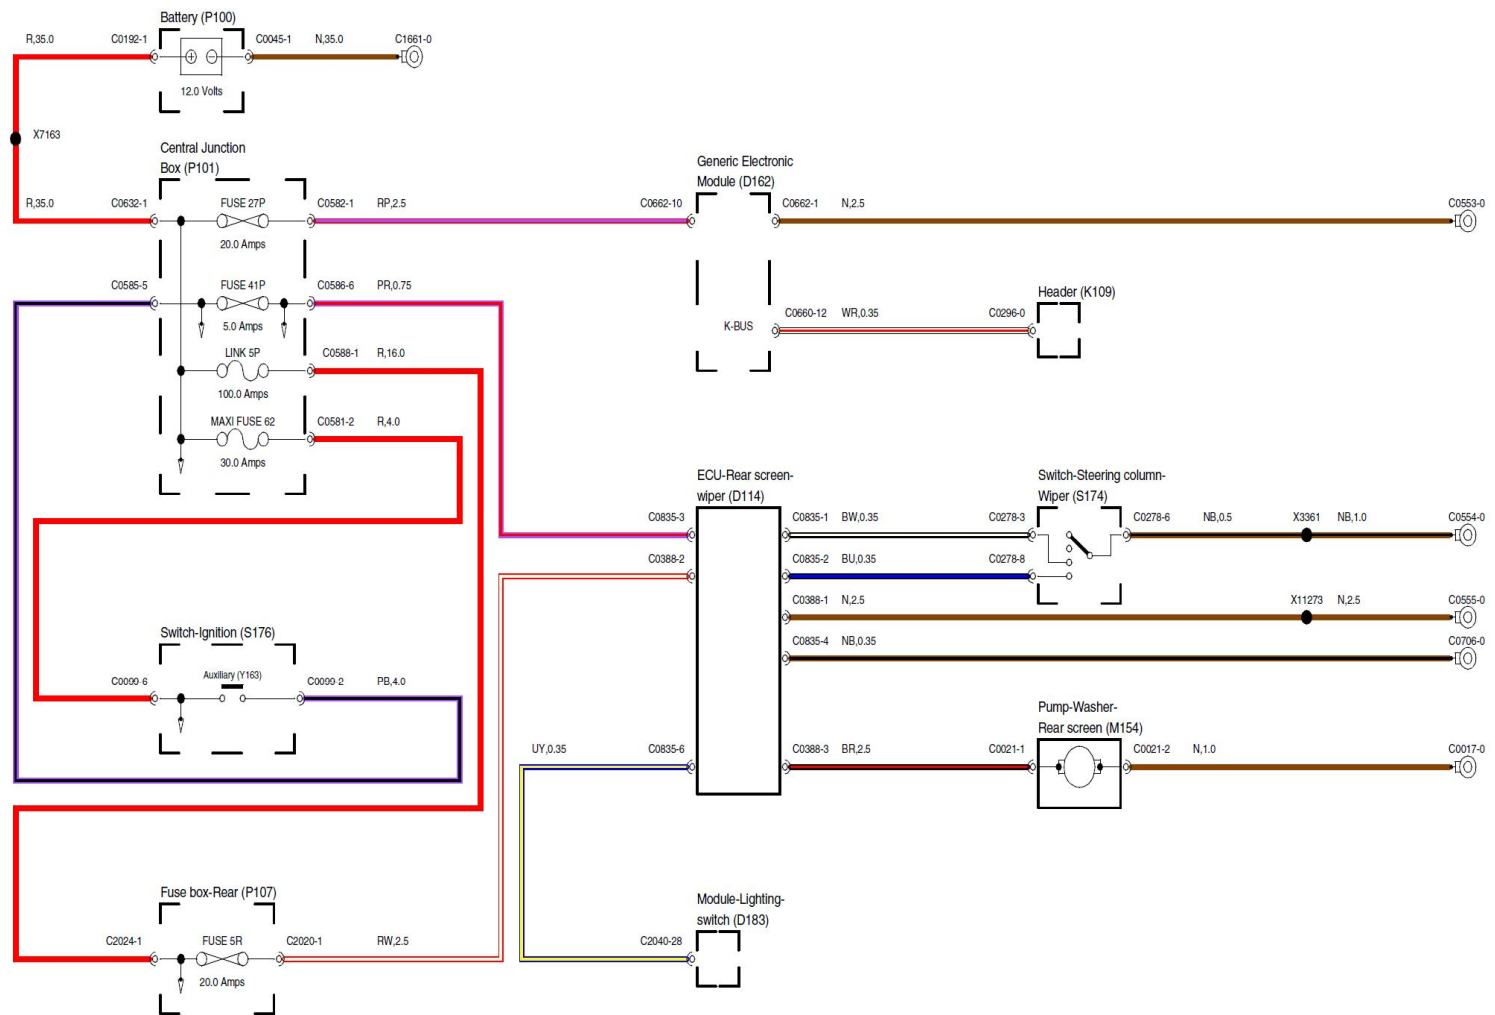 Battery (P100)
R,35.0 C0192-1 C0045-1 N,35.0 C1661-0
12.0 Volts
X7163
Central Junction
Box (P101)
Generic Electronic
Module (D162)
R,35.0 C0632-1 FUSE 27P C0582-1 RP,2.5 C0662-10 C0662-1 N,2.5 C0553-0
20.0 Amps
C0585-5 FUSE 41P C0586-6 PR,0.75 Header (K109)
C0660-12 WR,0.35 C0296-0
5.0 Amps K-BUS
LINK 5P C0588-1 R,16.0
100.0 Amps
MAXI FUSE 62 C0581-2 R,4.0
30.0 Amps
ECU-Rear screen-
wiper (D114)
Switch-Steering column-
Wiper (S174)
C0835-3 C0835-1 BW,0.35 C0278-3 C0278-6 NB,0.5 X3361 NB,1.0 C0554-0
C0388-2 C0835-2 BU,0.35 C0278-8
C0388-1 N,2.5 X11273 N,2.5 C0555-0
C0835-4 NB,0.35 C0706-0
Switch-Ignition (S176)
C0099-6 Auxiliary (Y163) C0099-2 PB,4.0
Pump-Washer-
Rear screen (M154)
UY,0.35 C0835-6 C0388-3 BR,2.5 C0021-1 C0021-2 N,1.0 C0017-0
Fuse box-Rear (P107)
Module-Lighting-
switch (D183)
C2024-1 FUSE 5R C2020-1 RW,2.5 C2040-28
20.0 Amps